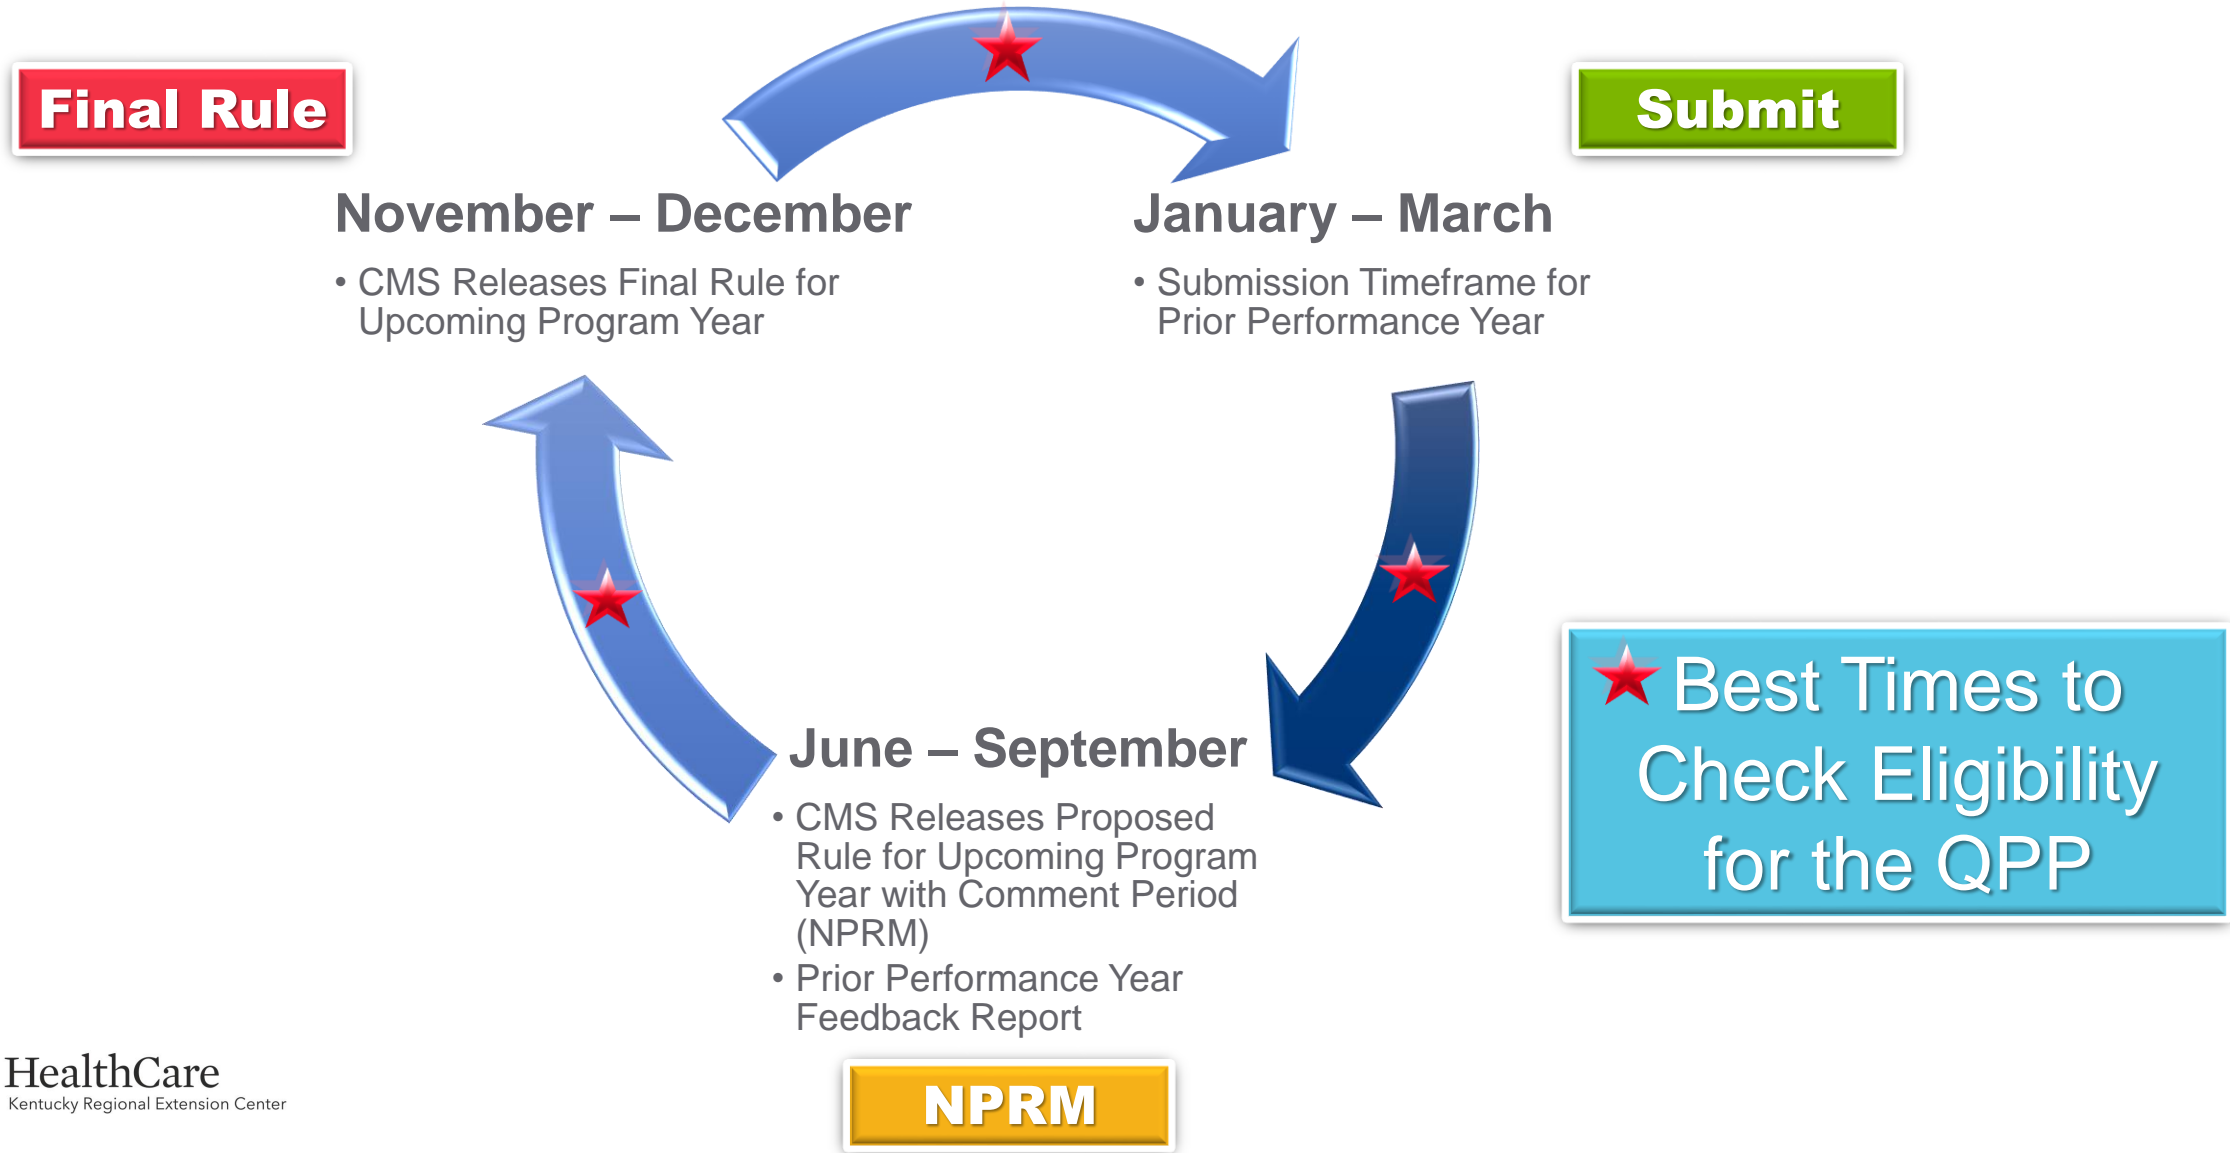 Final Rule
Submit
November – December
• CMS Releases Final Rule for
Upcoming Program Year
January – March
• Submission Timeframe for
Prior Performance Year
June – September
• CMS Releases Proposed
Rule for Upcoming Program
Year with Comment Period
(NPRM)
• Prior Performance Year
Feedback Report
NPRM
Best Times to
Check Eligibility
for the QPP
HealthCare
Kentucky Regional Extension Center